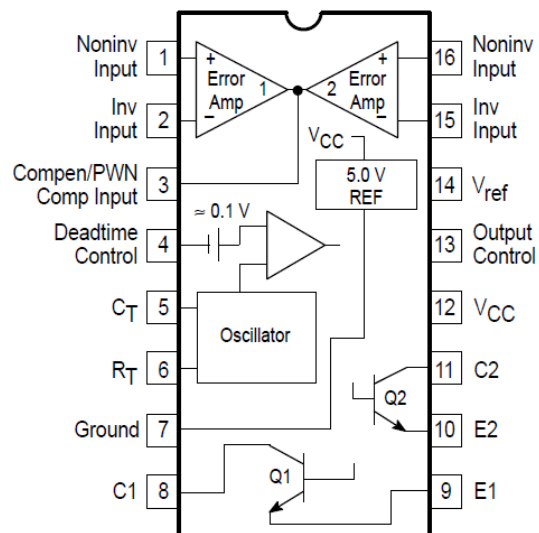 Noninv
Input
1
+
Error
Amp
1
2
Error
Amp
+
−
−
16
Noninv
Input
Inv
Input
2
15
Inv
Input
VCC
Compen/PWN
Comp Input
3
5.0 V
REF
14
Vref
≈ 0.1 V
Deadtime
Control
4
13
Output
Control
CT
5
Oscillator
12
VCC
RT
6
11
C2
Q2
Ground
7
10
E2
C1
8
Q1
9
E1